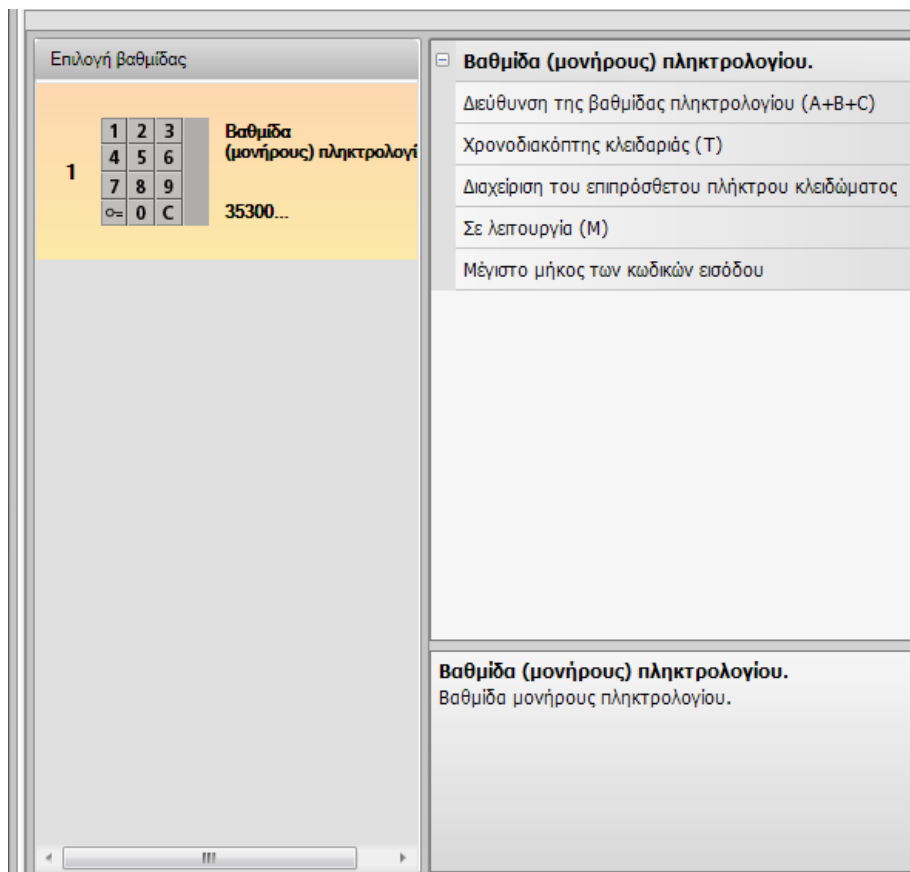 Επιλογή βαθμίδας
1
1 2 3
4 5 6
7 8 9
0 C
Βαθμίδα
(μονήρους) πληκτρολογί
35300...
Βαθμίδα (μονήρους) πληκτρολογίου.
Διεύθυνση της βαθμίδας πληκτρολογίου (A+B+C)
Χρονοδιακόπτης κλειδαριάς (T)
Διαχείριση του επιπρόσθετου πλήκτρου κλειδώματος
Σε λειτουργία (M)
Μέγιστο μήκος των κωδικών εισόδου
Βαθμίδα (μονήρους) πληκτρολογίου.
Βαθμίδα μονήρους πληκτρολογίου.